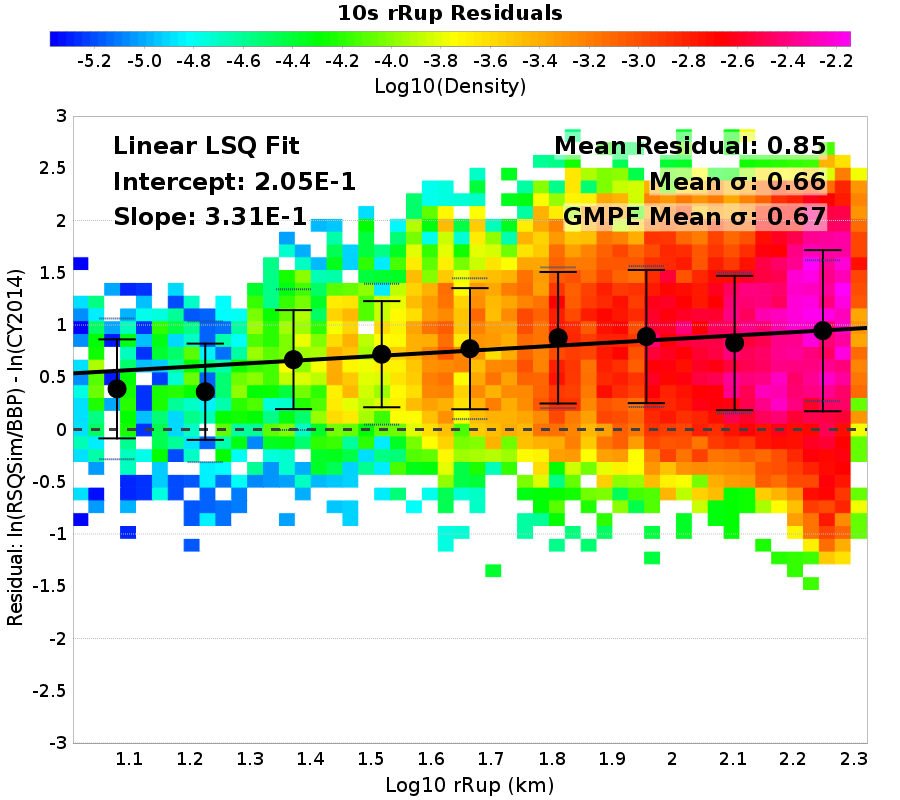 10s rRup Residuals
-5.2 -5.0 -4.8 -4.6 -4.4 -4.2 -4.0 -3.8 -3.6 -3.4 -3.2 -3.0 -2.8 -2.6 -2.4 -2.2
Log10(Density)
Linear LSQ Fit
Intercept: 2.05E-1
Slope: 3.31E-1
Mean Residual: 0.85
Mean σ: 0.66
GMPE Mean σ: 0.67
Residual: ln(RSQSim/BBP) - ln(CY2014)
3
2.5
2
1.5
1
0.5
0
-0.5
-1
-1.5
-2
-2.5
-3
1.1 1.2 1.3 1.4 1.5 1.6 1.7 1.8 1.9 2 2.1 2.2 2.3
Log10 rRup (km)